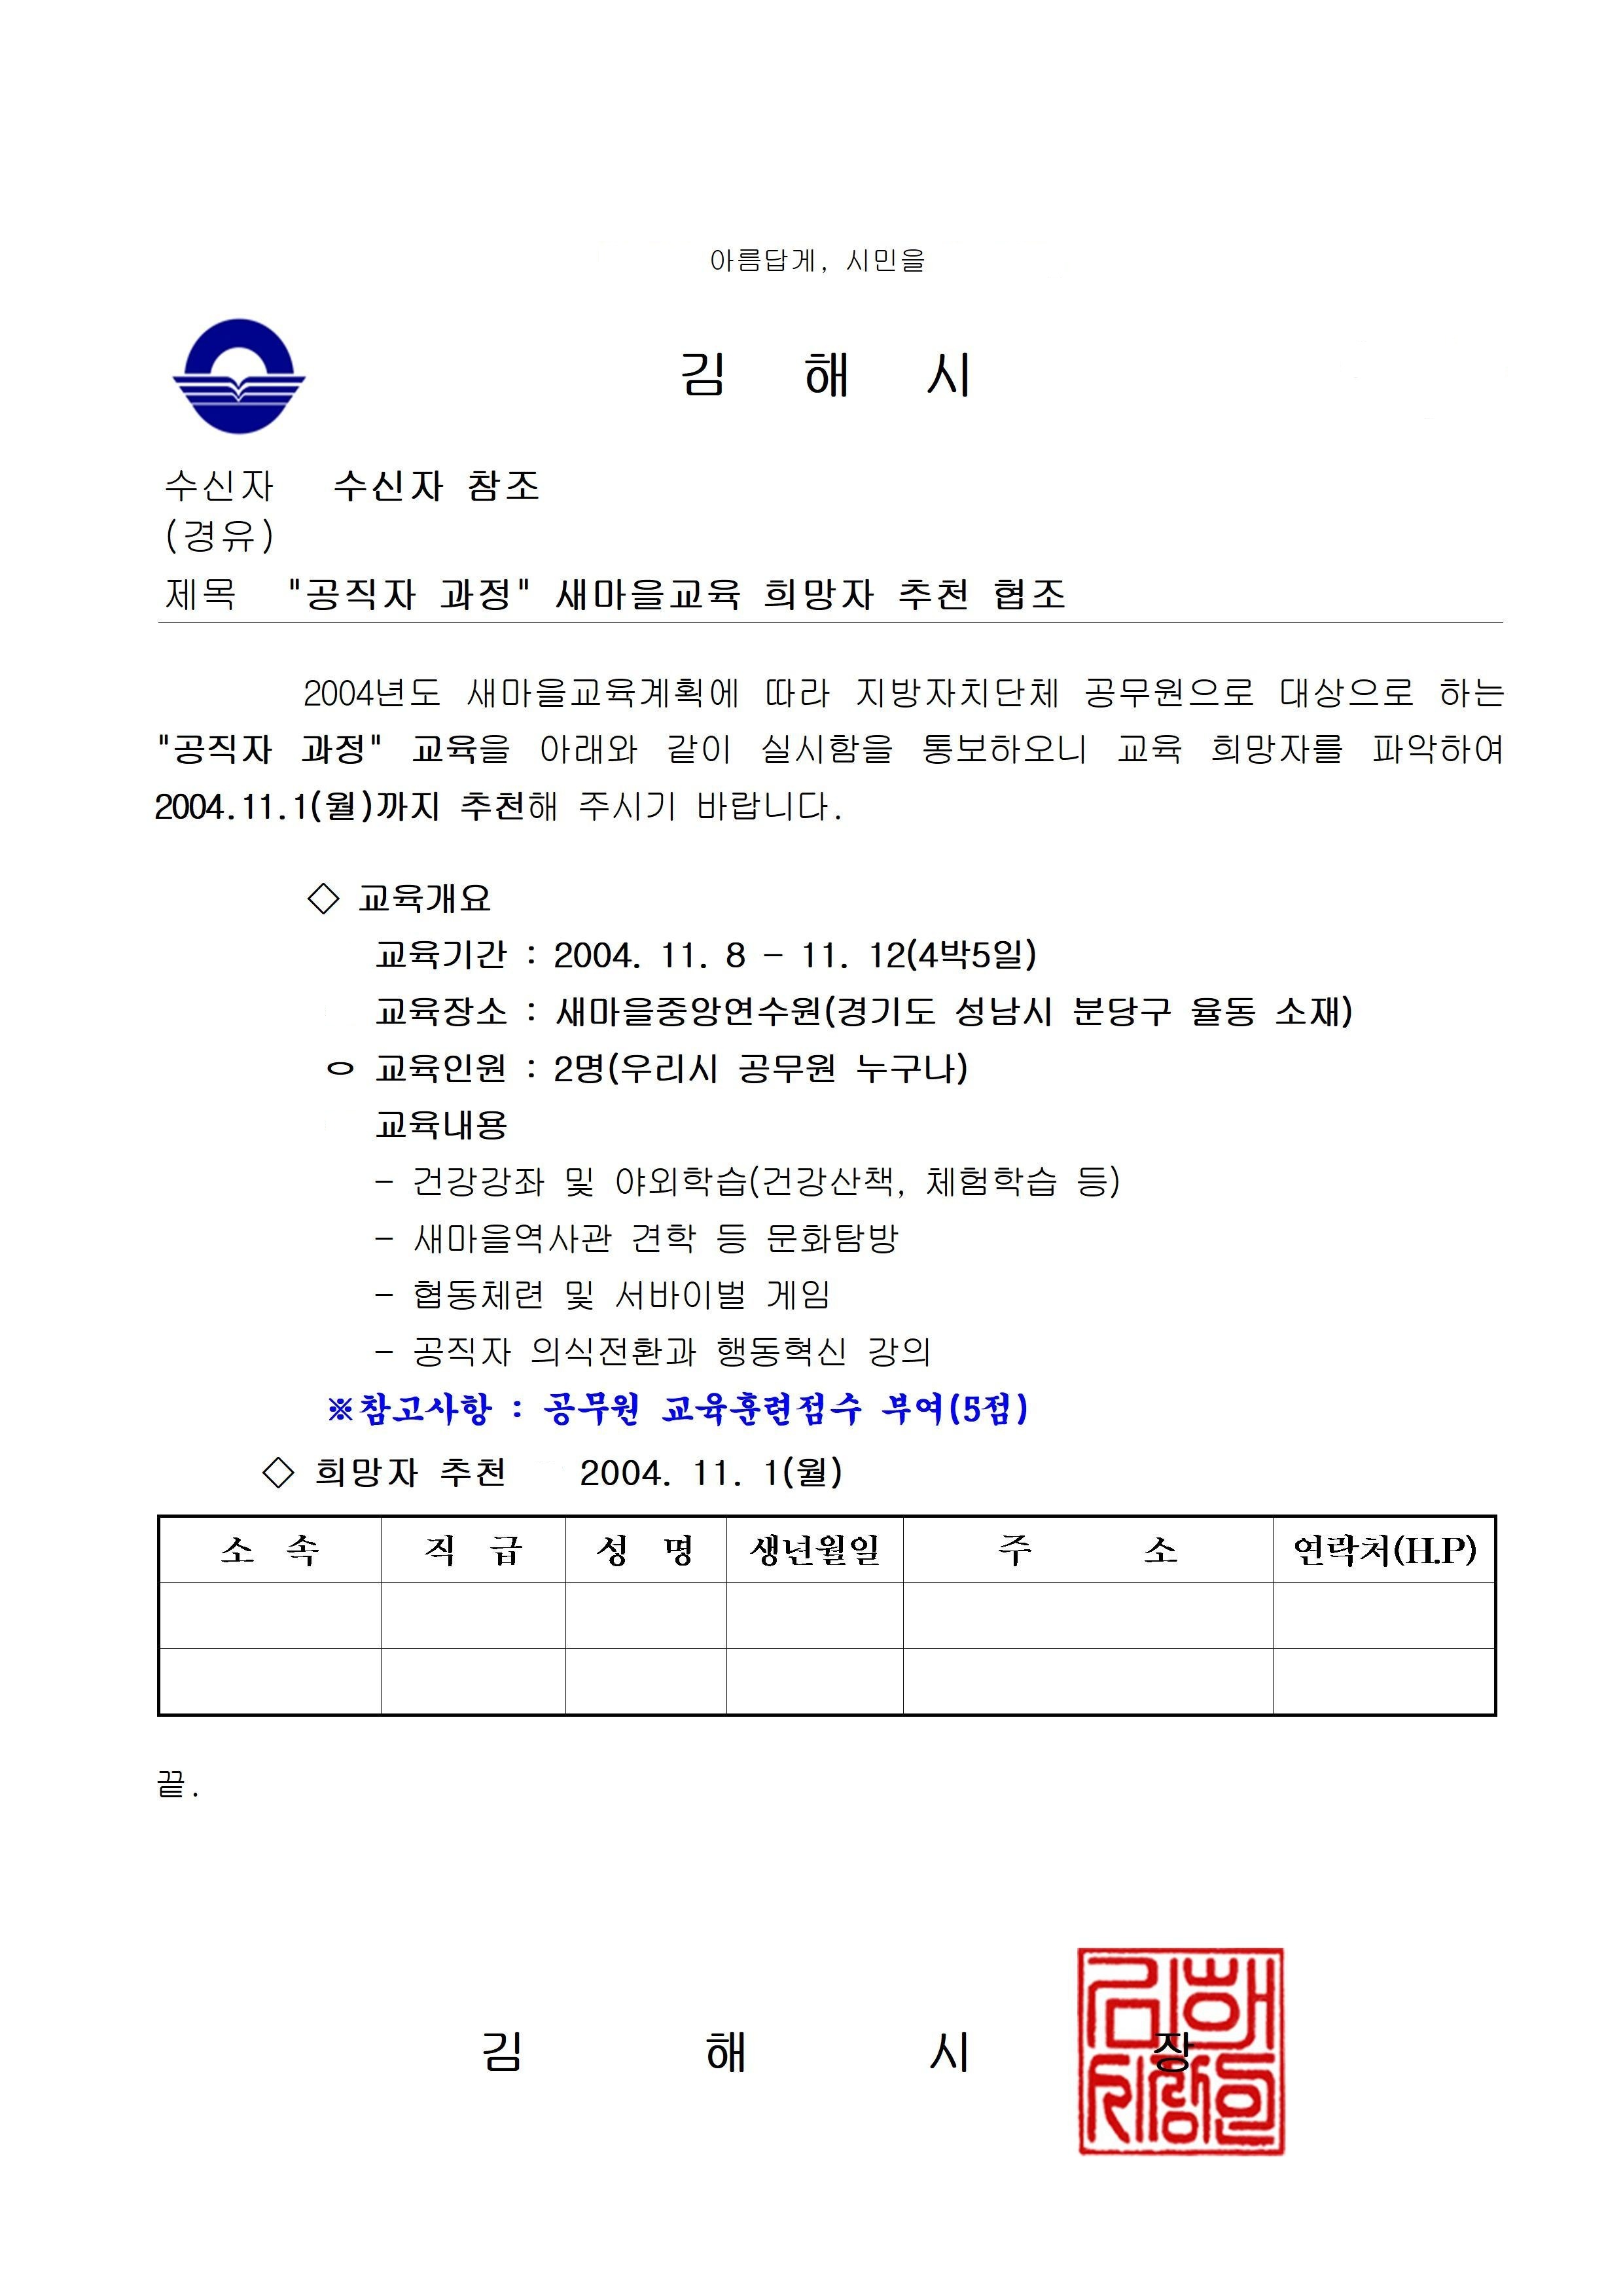 아름답게, 시민을
김 해 시
수신자 수신자 참조
(경유)
제목 "공직자 과정" 새마을교육 희망자 추천 협조
2004년도 새마을교육계획에 따라 지방자치단체 공무원으로 대상으로 하는
"공직자 과정" 교육을 아래와 같이 실시함을 통보하오니 교육 희망자를 파악하여
2004.11.1(월)까지 추천해 주시기 바랍니다.
◇ 교육개요
교육기간 : 2004. 11. 8 - 11. 12(4박5일)
교육장소 : 새마을중앙연수원(경기도 성남시 분당구 율동 소재)
ㅇ 교육인원 : 2명(우리시 공무원 누구나)
교육내용
- 건강강좌 및 야외학습(건강산책, 체험학습 등)
- 새마을역사관 견학 등 문화탐방
- 협동체련 및 서바이벌 게임
- 공직자 의식전환과 행동혁신 강의
※참고사항 : 공무원 교육훈련점수 부여(5점)
◇ 희망자 추천 2004. 11. 1(월)
소 속 직 급 성 명 생년월일 주 소 연락처(H.P)
끝.
김 해 시 장
김해시장인